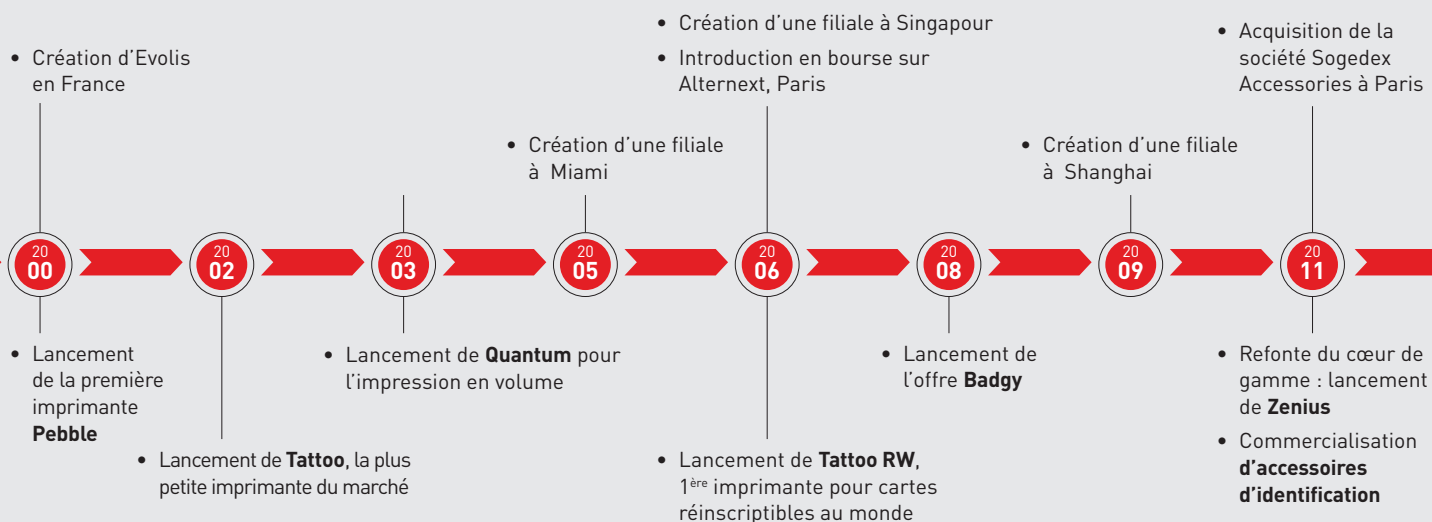 • Création d’une filiale à Singapour
• Introduction en bourse sur
Alternext, Paris
• Création d’Evolis
en France
• Acquisition de la
société Sogedex
Accessories à Paris
• Création d’une filiale
à Miami
• Création d’une filiale
à Shanghai
20
00
20
02
20
03
20
05
20
06
20
08
20
09
20
11
• Lancement
de la première
imprimante
Pebble
• Lancement de Tattoo, la plus
petite imprimante du marché
• Lancement de Quantum pour
l’impression en volume
• Lancement de Tattoo RW,
1ère imprimante pour cartes
réinscriptibles au monde
• Lancement de
l’offre Badgy
• Refonte du cœur de
gamme : lancement
de Zenius
• Commercialisation
d’accessoires
d’identification